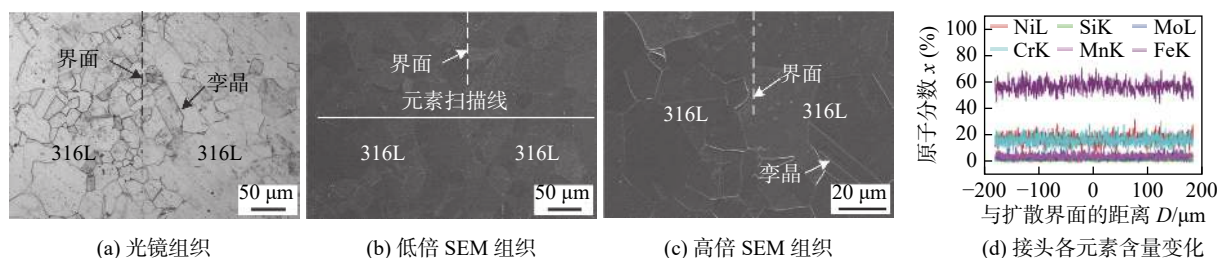 界面
孪晶
316L
316L
50 μm
(a) 光镜组织
界面
元素扫描线
316L
316L
50 μm
(b) 低倍 SEM 组织
界面
316L
316L
孪晶
20 μm
(c) 高倍 SEM 组织
NiL SiK MoL
CrK MnK FeK
原子分数 x (%)
100
80
60
40
20
0
−200 −100 0 100 200
与扩散界面的距离 D/μm
(d) 接头各元素含量变化